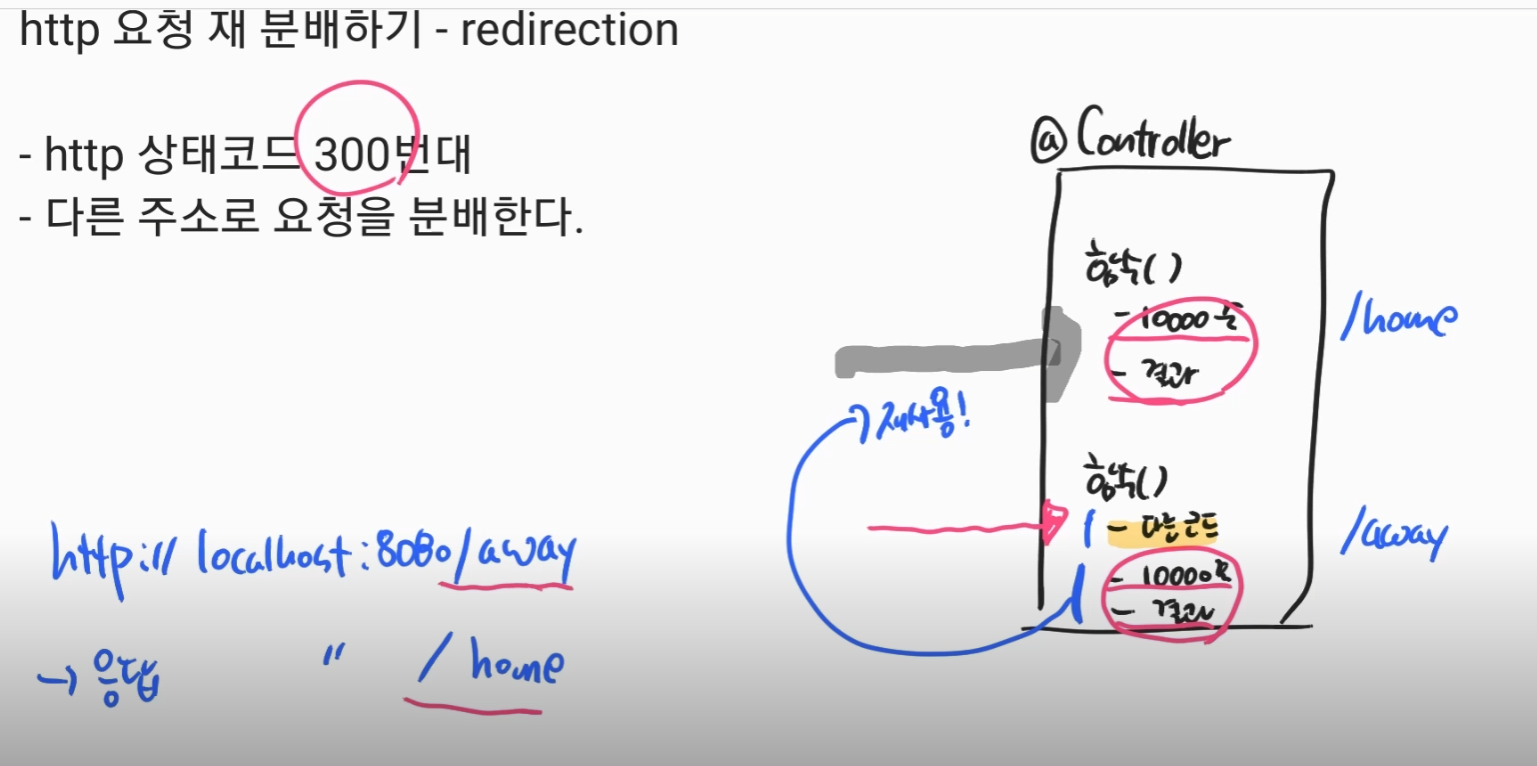 http 요청 재 분배하기 - redirection
- http 상태코드 300번대
- 다른 주소로 요청을 분배한다.
@Controller
함수()
- 10000줄
- 결과
/home
재사용!
함수()
- 다른코드
- 10000줄
- 결과
/away
http://localhost:8080/away
→ 응답 " /home